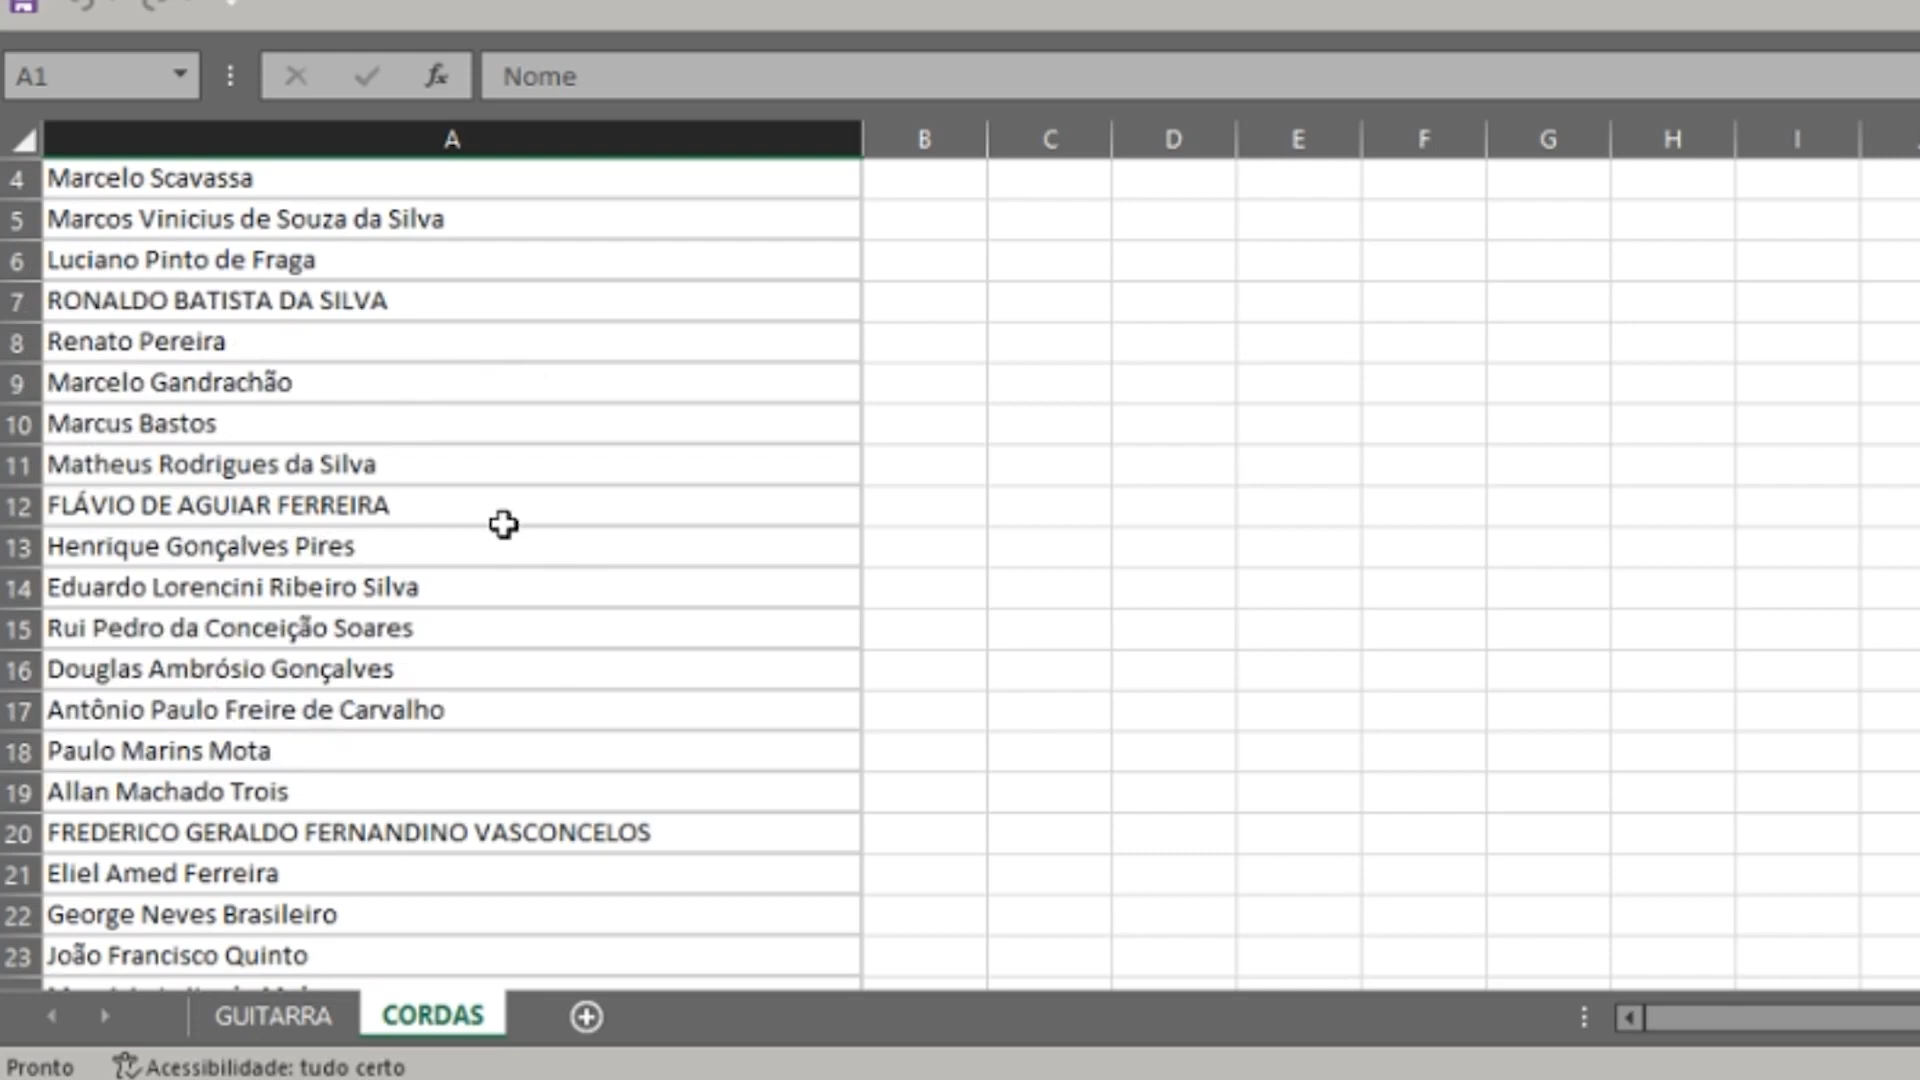 A1
fx
Nome
A B C D E F G H I
4 Marcelo Scavassa
5 Marcos Vinicius de Souza da Silva
6 Luciano Pinto de Fraga
7 RONALDO BATISTA DA SILVA
8 Renato Pereira
9 Marcelo Gandrachão
10 Marcus Bastos
11 Matheus Rodrigues da Silva
12 FLÁVIO DE AGUIAR FERREIRA
13 Henrique Gonçalves Pires
14 Eduardo Lorencini Ribeiro Silva
15 Rui Pedro da Conceição Soares
16 Douglas Ambrósio Gonçalves
17 Antônio Paulo Freire de Carvalho
18 Paulo Marins Mota
19 Allan Machado Trois
20 FREDERICO GERALDO FERNANDINO VASCONCELOS
21 Eliel Amed Ferreira
22 George Neves Brasileiro
23 João Francisco Quinto
GUITARRA CORDAS
Pronto Acessibilidade: tudo certo